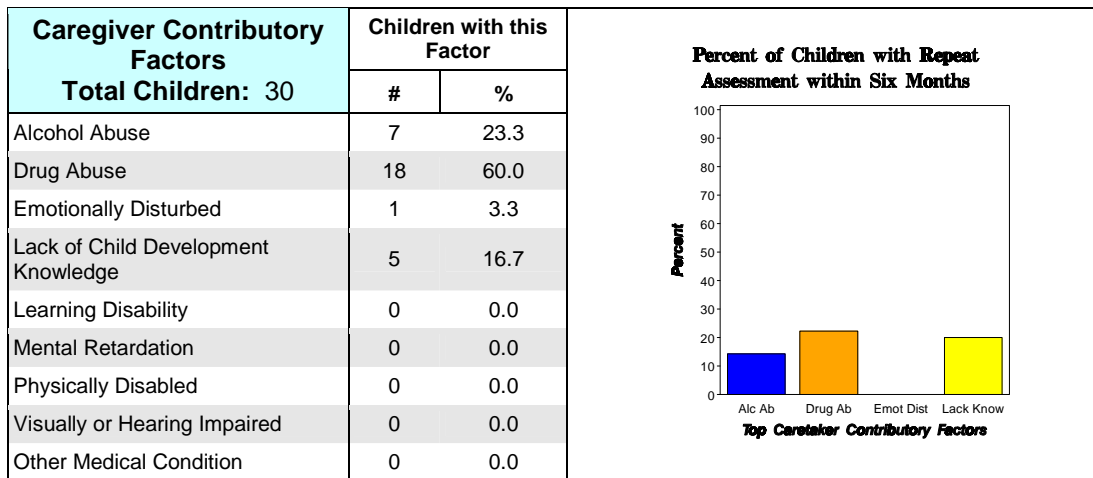 Caregiver Contributory
Factors
Total Children: 30
Children with this
Factor
# %
Alcohol Abuse 7 23.3
Drug Abuse 18 60.0
Emotionally Disturbed 1 3.3
Lack of Child Development
Knowledge 5 16.7
Learning Disability 0 0.0
Mental Retardation 0 0.0
Physically Disabled 0 0.0
Visually or Hearing Impaired 0 0.0
Other Medical Condition 0 0.0
Percent of Children with Repeat
Assessment within Six Months
Percent
100
90
80
70
60
50
40
30
20
10
0
Alc Ab Drug Ab Emot Dist Lack Know
Top Caretaker Contributory Factors